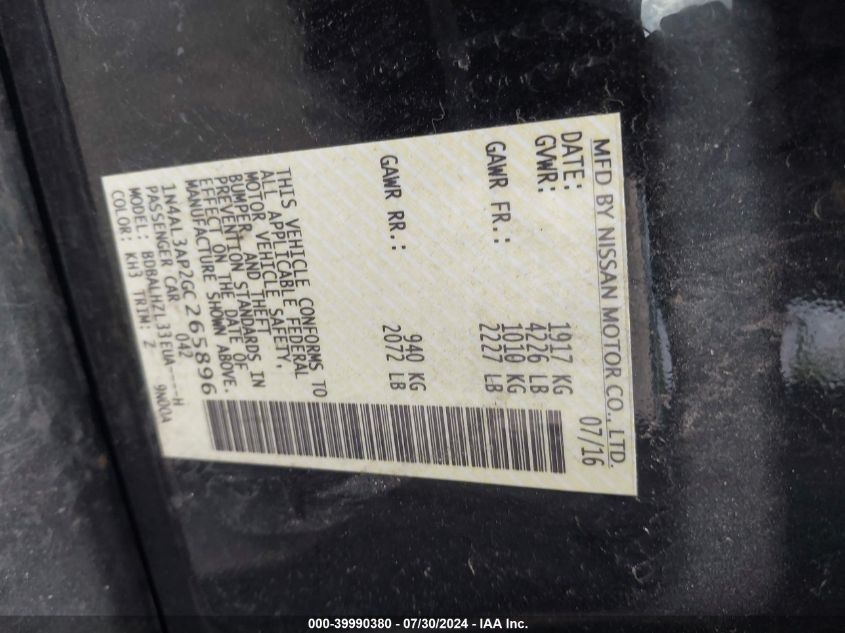 MFD BY NISSAN MOTOR CO., LTD.
DATE: 07/16
GVWR: 1917 KG
4226 LB
GAWR FR.: 1010 KG
2227 LB
GAWR RR.: 940 KG
2072 LB
THIS VEHICLE CONFORMS TO
ALL APPLICABLE FEDERAL
MOTOR VEHICLE SAFETY,
BUMPER, AND THEFT
PREVENTION STANDARDS IN
EFFECT ON THE DATE OF
MANUFACTURE SHOWN ABOVE.
1N4AL3AP2GC265896
PASSENGER CAR 042
MODEL: BDBALHZL33EUA----H
COLOR: KH3 TRIM: Z 9N00A
000-39990380 - 07/30/2024 - IAA Inc.